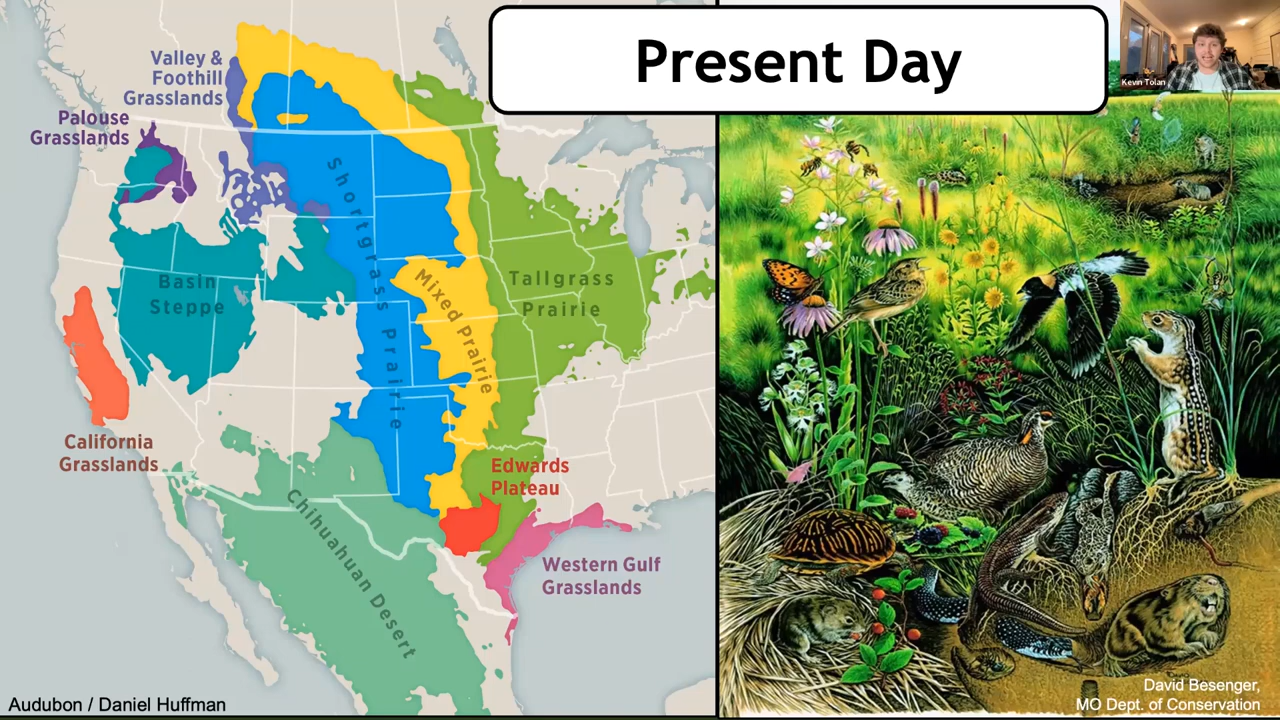 Present Day
Kevin Tolan
Valley &
Foothill
Grasslands
Palouse
Grasslands
Shortgrass Prairie
Basin
Steppe
Mixed Prairie
Tallgrass
Prairie
California
Grasslands
Edwards
Plateau
Chihuahuan Desert
Western Gulf
Grasslands
Audubon / Daniel Huffman
David Besenger,
MO Dept. of Conservation